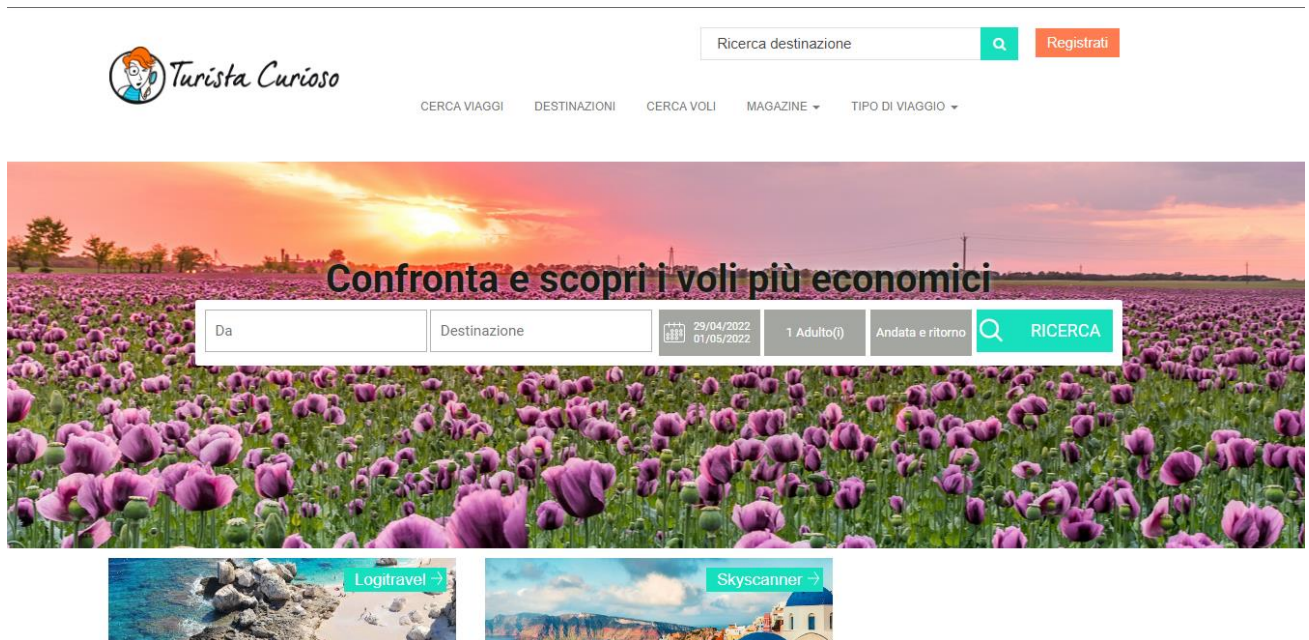 Ricerca destinazione
Registrati
Turista Curioso
CERCA VIAGGI DESTINAZIONI CERCA VOLI MAGAZINE TIPO DI VIAGGIO
Confronta e scopri i voli più economici
Da
Destinazione
29/04/2022
01/05/2022
1 Adulto(i)
Andata e ritorno
RICERCA
Logitravel →
Skyscanner →